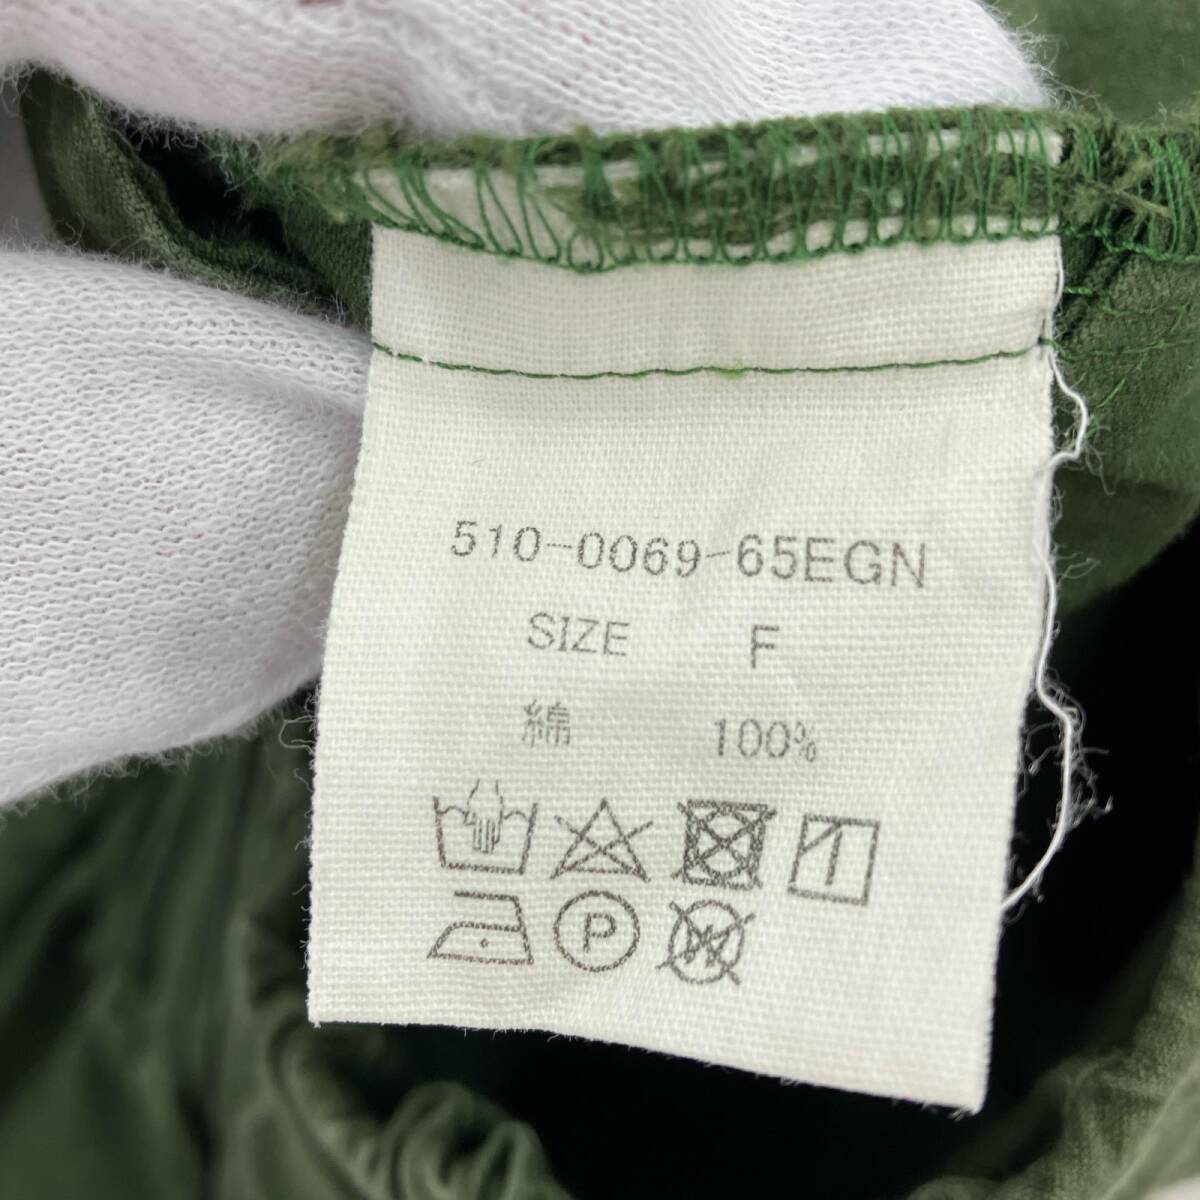 510-0069-65EGN
SIZE F
綿 100%
P
W